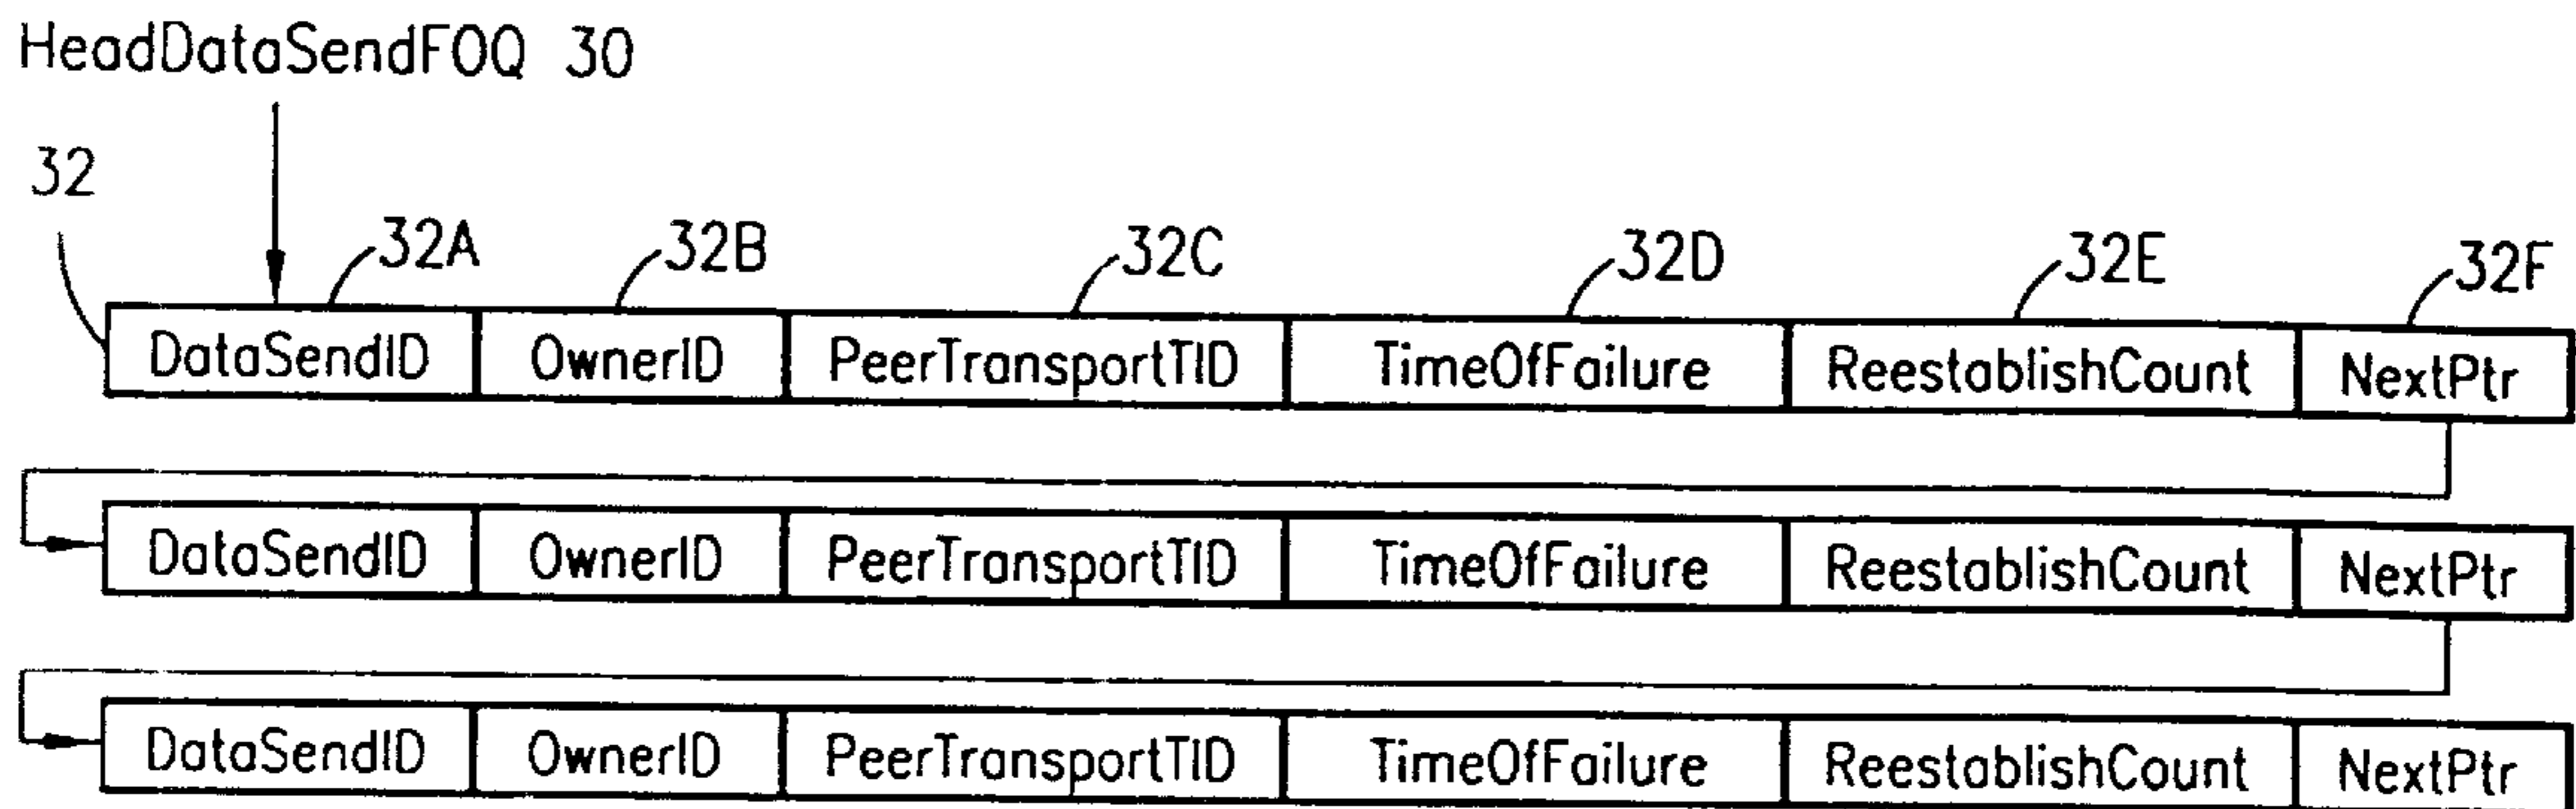 HeadDataSendFOQ 30
32
32A 32B 32C 32D 32E 32F
DataSendID OwnerID PeerTransportTID TimeOfFailure ReestablishCount NextPtr
DataSendID OwnerID PeerTransportTID TimeOfFailure ReestablishCount NextPtr
DataSendID OwnerID PeerTransportTID TimeOfFailure ReestablishCount NextPtr